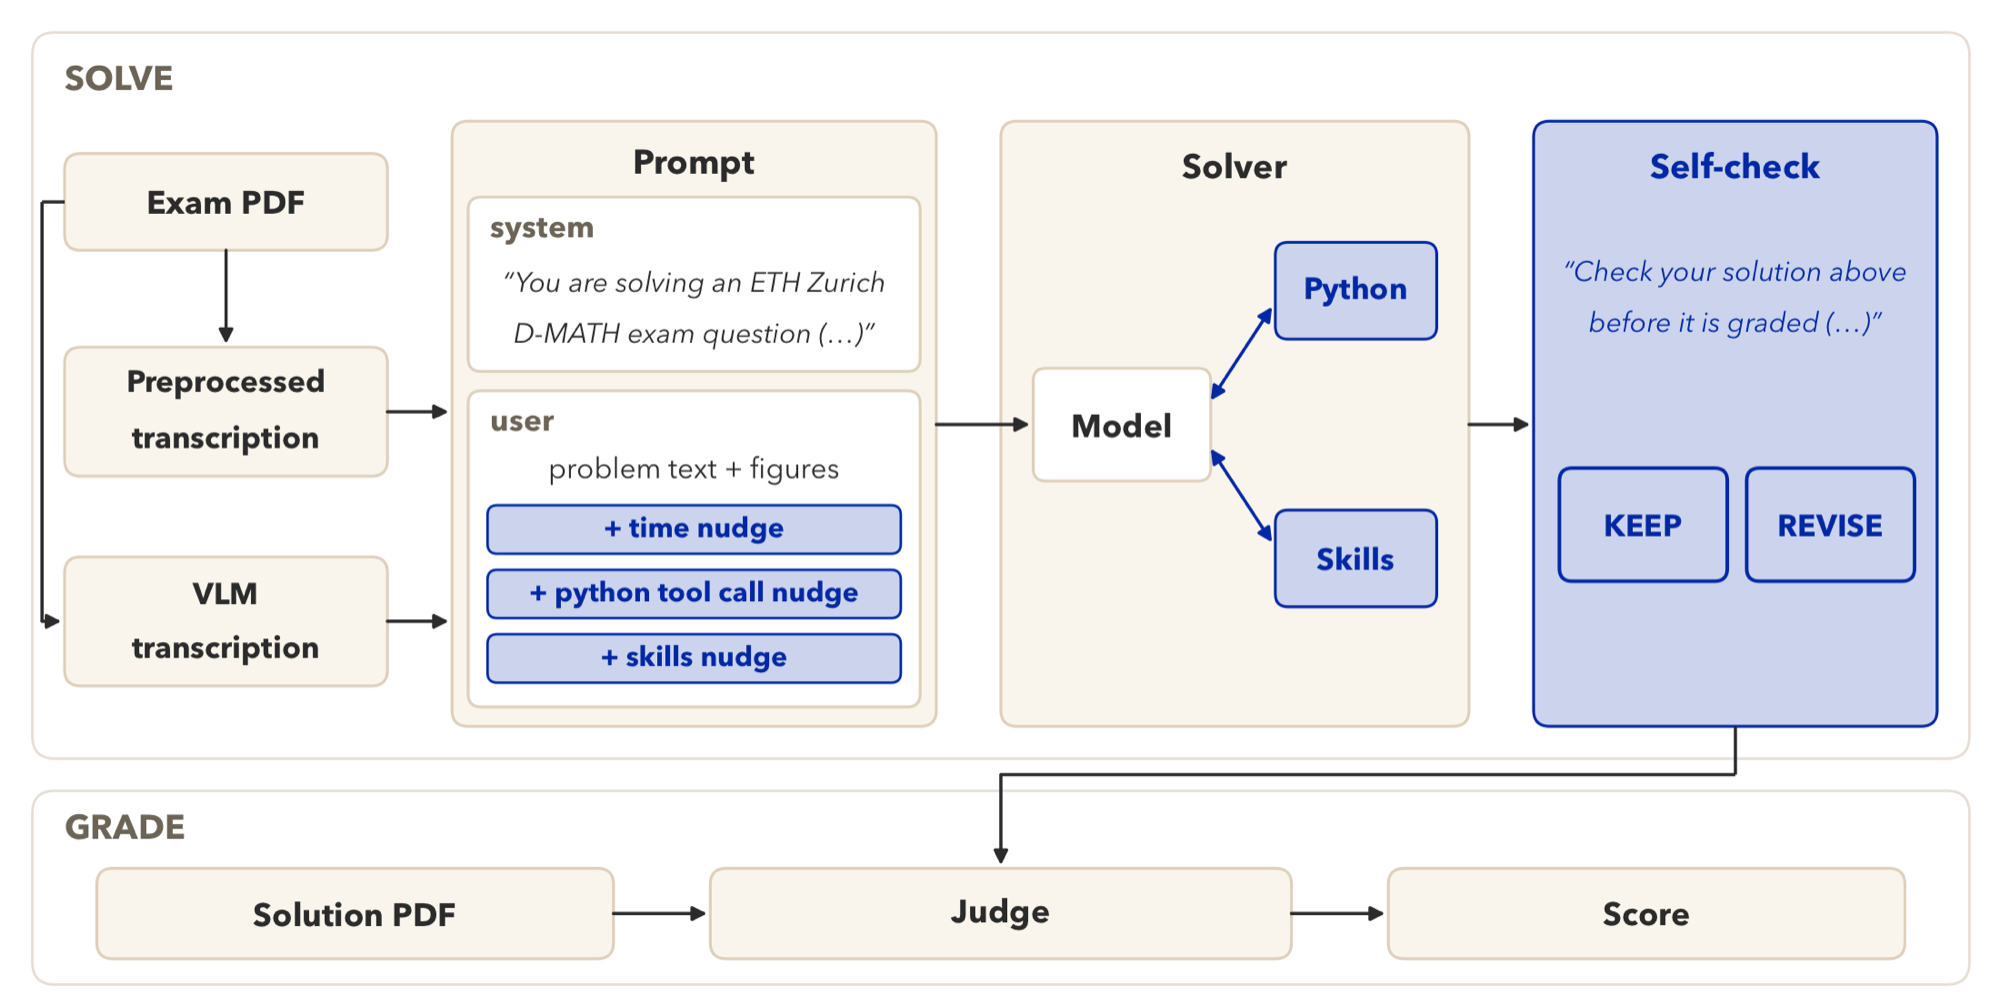 SOLVE
Exam PDF
Preprocessed
transcription
VLM
transcription
Prompt
system
“You are solving an ETH Zurich
D-MATH exam question (…)”
user
problem text + figures
+ time nudge
+ python tool call nudge
+ skills nudge
Solver
Model
Python
Skills
Self-check
“Check your solution above
before it is graded (…)”
KEEP
REVISE
GRADE
Solution PDF
Judge
Score